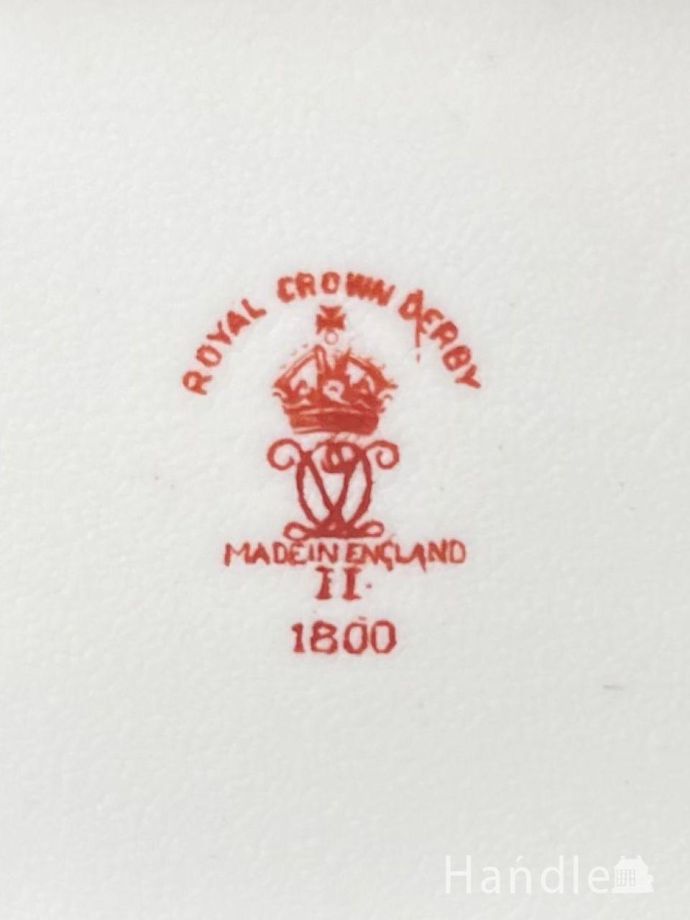 ROYAL CROWN DERBY
MADE IN ENGLAND
II
1800
Handle